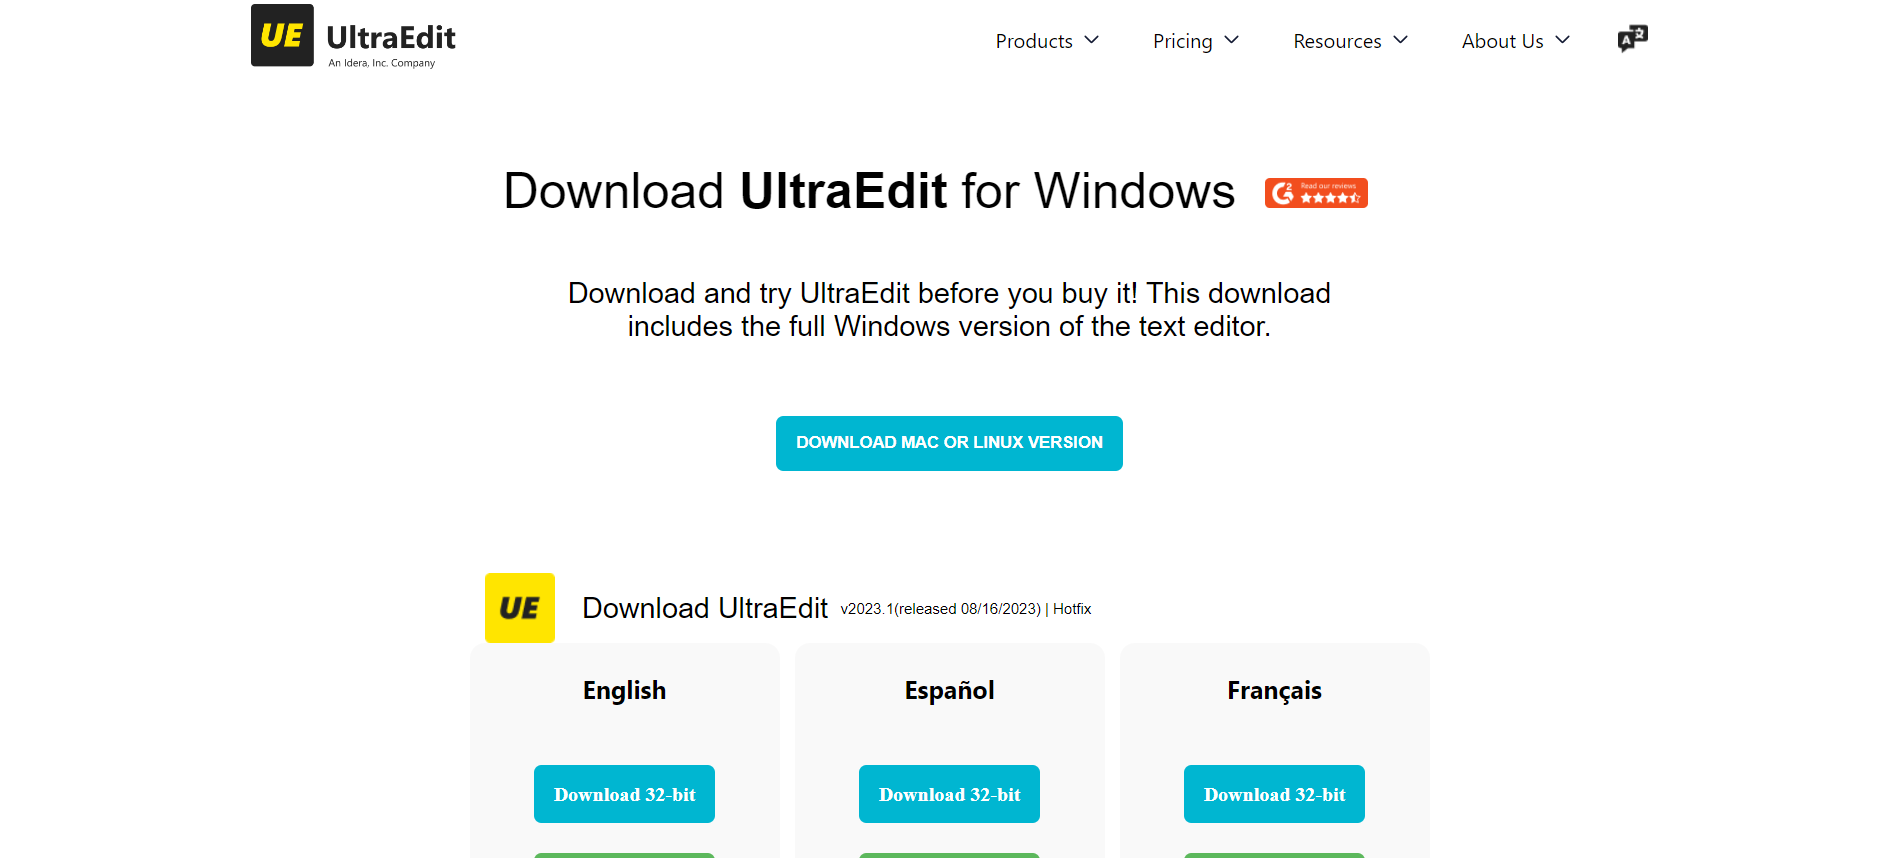 UE UltraEdit
An Idera, Inc. Company
Products Pricing Resources About Us
A
Download UltraEdit for Windows
G2 Read our reviews
Download and try UltraEdit before you buy it! This download
includes the full Windows version of the text editor.
DOWNLOAD MAC OR LINUX VERSION
UE Download UltraEdit v2023.1(released 08/16/2023) | Hotfix
English Español Français
Download 32-bit Download 32-bit Download 32-bit